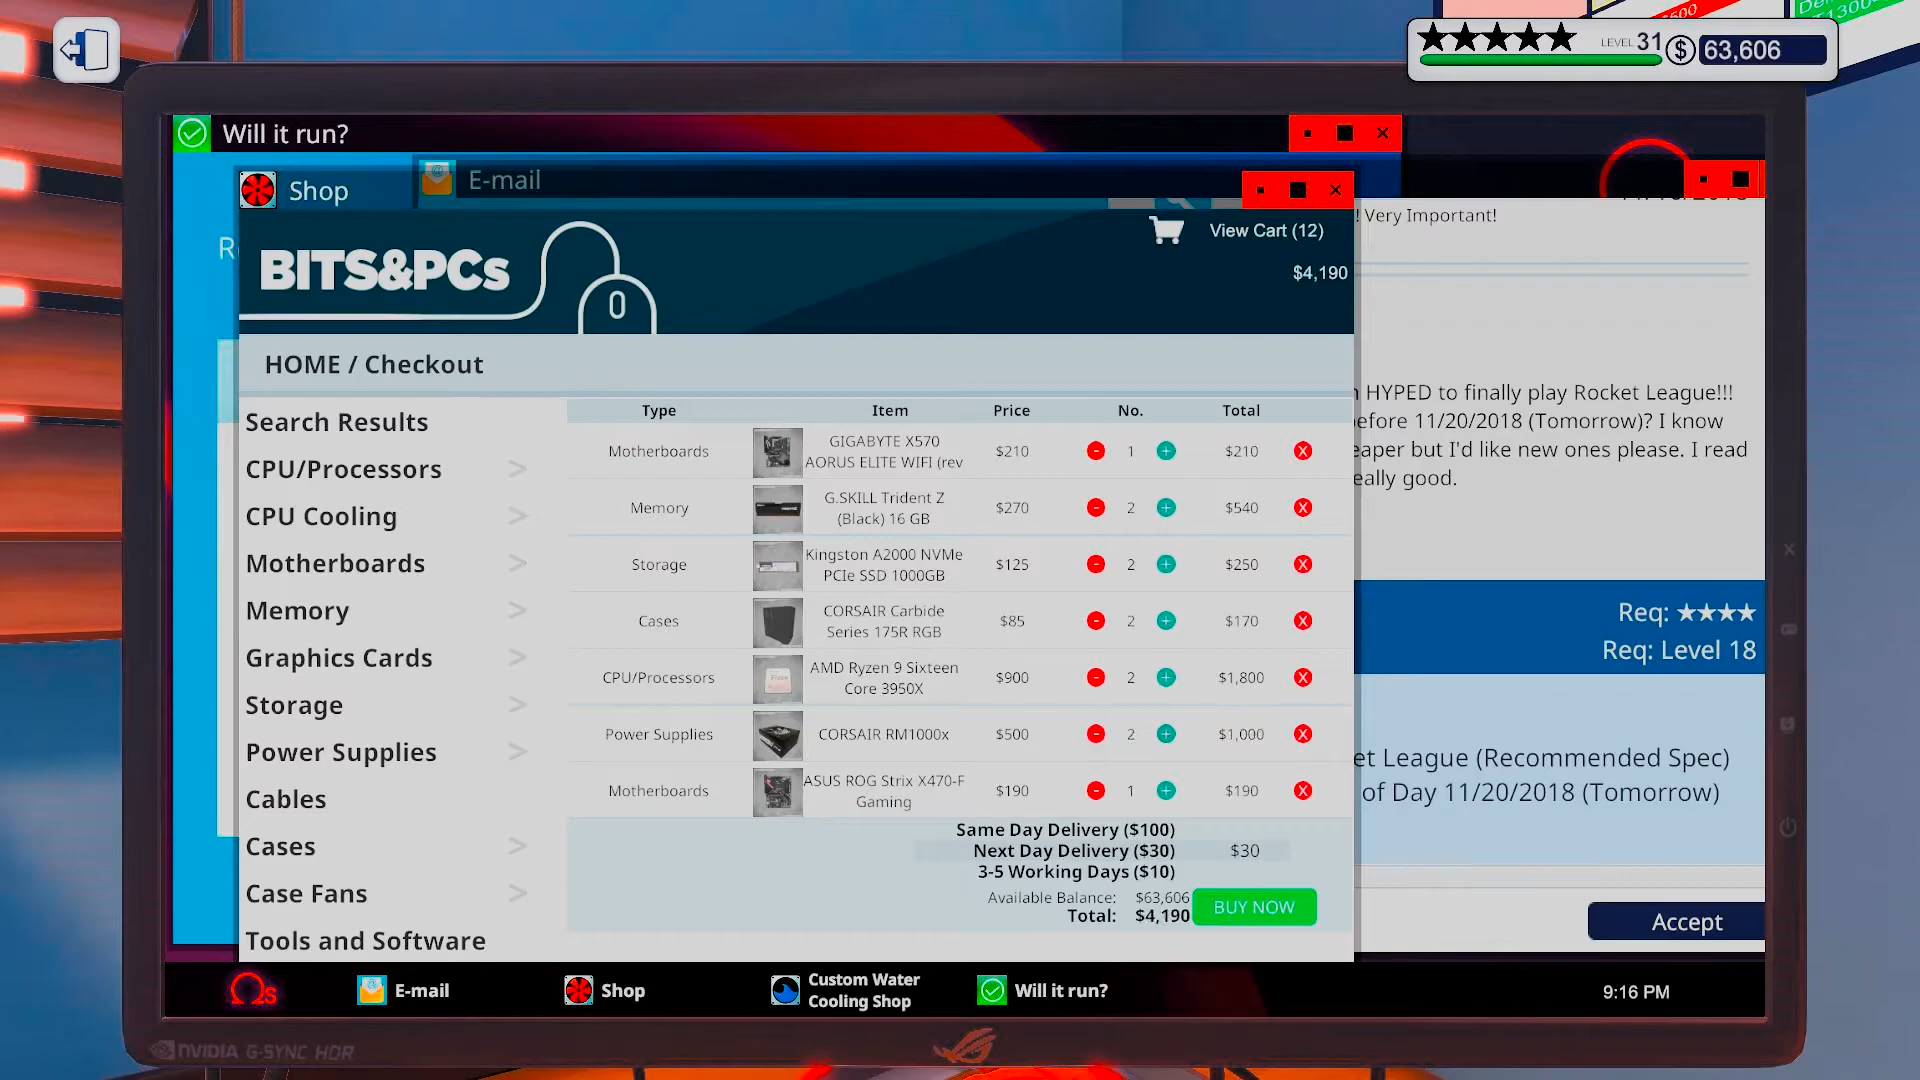 LEVEL 31
$ 63,606
Will it run?
E-mail
Shop
View Cart (12)
$4,190
BITS&PCs
! Very Important!
HOME / Checkout
Search Results
CPU/Processors >
CPU Cooling >
Motherboards >
Memory >
Graphics Cards >
Storage >
Power Supplies >
Cables
Cases >
Case Fans >
Tools and Software
Type Item Price No. Total
Motherboards GIGABYTE X570 AORUS ELITE WIFI (rev $210 - 1 + $210 X
Memory G.SKILL Trident Z (Black) 16 GB $270 - 2 + $540 X
Storage Kingston A2000 NVMe PCIe SSD 1000GB $125 - 2 + $250 X
Cases CORSAIR Carbide Series 175R RGB $85 - 2 + $170 X
CPU/Processors AMD Ryzen 9 Sixteen Core 3950X $900 - 2 + $1,800 X
Power Supplies CORSAIR RM1000x $500 - 2 + $1,000 X
Motherboards ASUS ROG Strix X470-F Gaming $190 - 1 + $190 X
Same Day Delivery ($100)
Next Day Delivery ($30) $30
3-5 Working Days ($10)
Available Balance: $63,606
Total: $4,190
BUY NOW
HYPED to finally play Rocket League!!!
efore 11/20/2018 (Tomorrow)? I know
eaper but I'd like new ones please. I read
eally good.
Req: ★★★★
Req: Level 18
et League (Recommended Spec)
of Day 11/20/2018 (Tomorrow)
Accept
Ωs
E-mail
Shop
Custom Water
Cooling Shop
Will it run?
9:16 PM
NVIDIA G-SYNC HDR